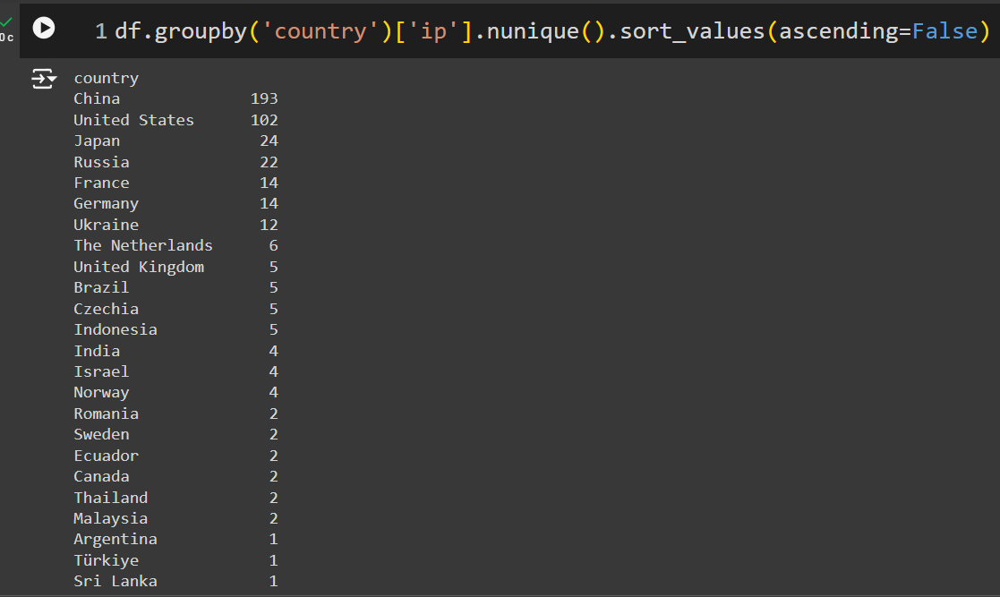 0с
1 df.groupby('country')['ip'].nunique().sort_values(ascending=False)
country
China 193
United States 102
Japan 24
Russia 22
France 14
Germany 14
Ukraine 12
The Netherlands 6
United Kingdom 5
Brazil 5
Czechia 5
Indonesia 5
India 4
Israel 4
Norway 4
Romania 2
Sweden 2
Ecuador 2
Canada 2
Thailand 2
Malaysia 2
Argentina 1
Türkiye 1
Sri Lanka 1